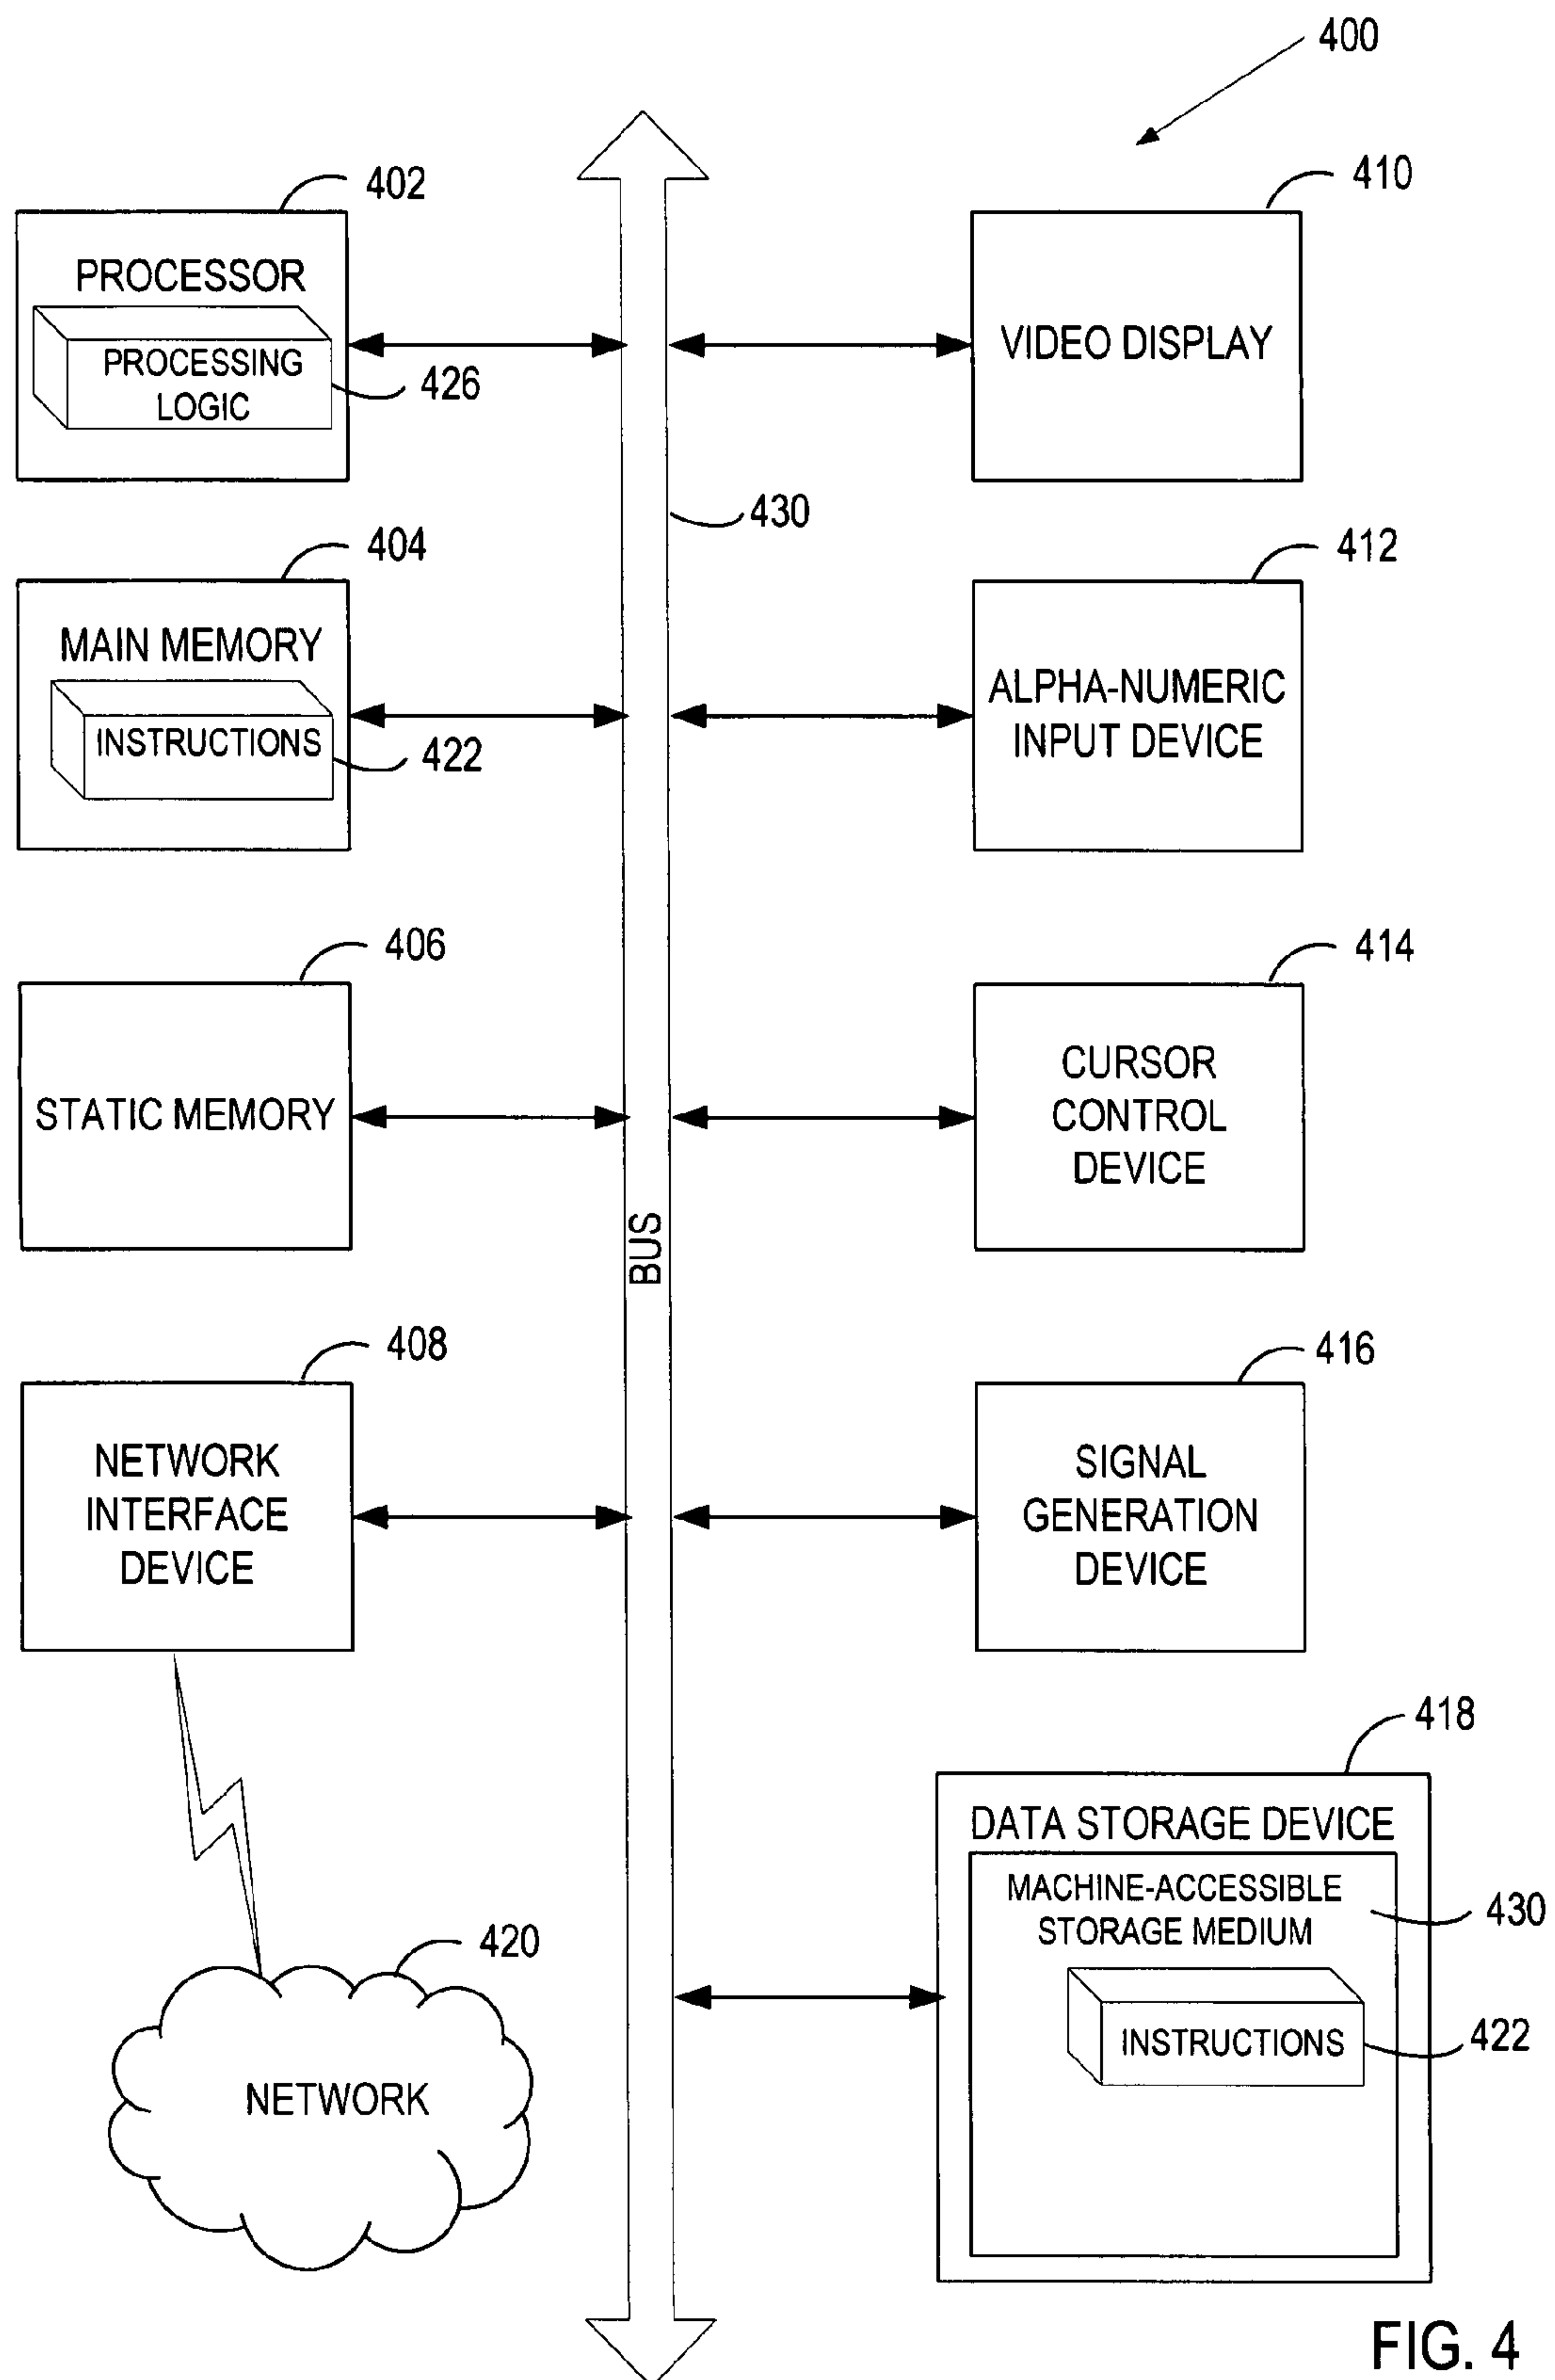 400
402
PROCESSOR
PROCESSING
LOGIC
426
410
VIDEO DISPLAY
430
404
MAIN MEMORY
INSTRUCTIONS
422
412
ALPHA-NUMERIC
INPUT DEVICE
406
STATIC MEMORY
414
CURSOR
CONTROL
DEVICE
BUS
408
NETWORK
INTERFACE
DEVICE
416
SIGNAL
GENERATION
DEVICE
418
DATA STORAGE DEVICE
MACHINE-ACCESSIBLE
STORAGE MEDIUM
430
INSTRUCTIONS
422
420
NETWORK
FIG. 4